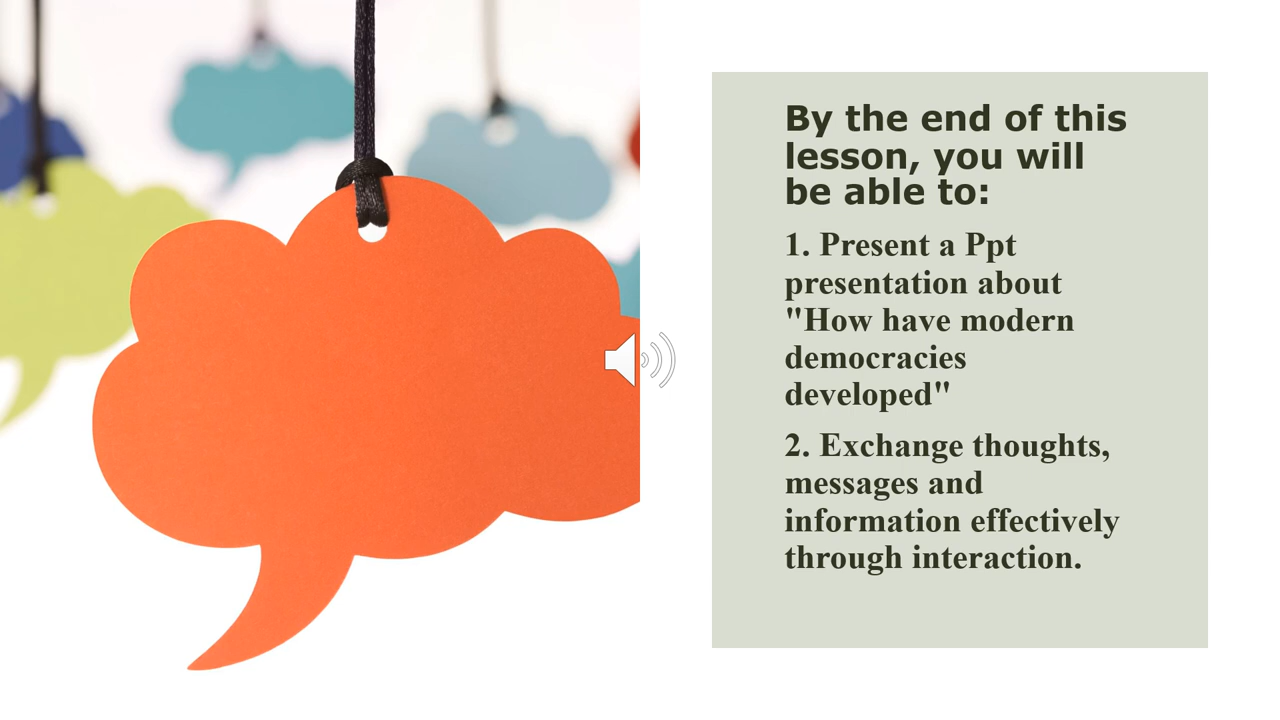 By the end of this
lesson, you will
be able to:
1. Present a Ppt
presentation about
"How have modern
democracies
developed"
2. Exchange thoughts,
messages and
information effectively
through interaction.